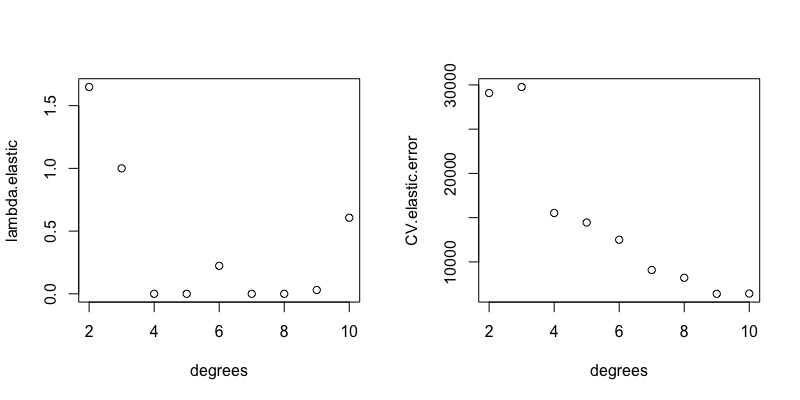 lambda.elastic
0.0 0.5 1.0 1.5
2 4 6 8 10
degrees
CV.elastic.error
10000 20000 30000
2 4 6 8 10
degrees